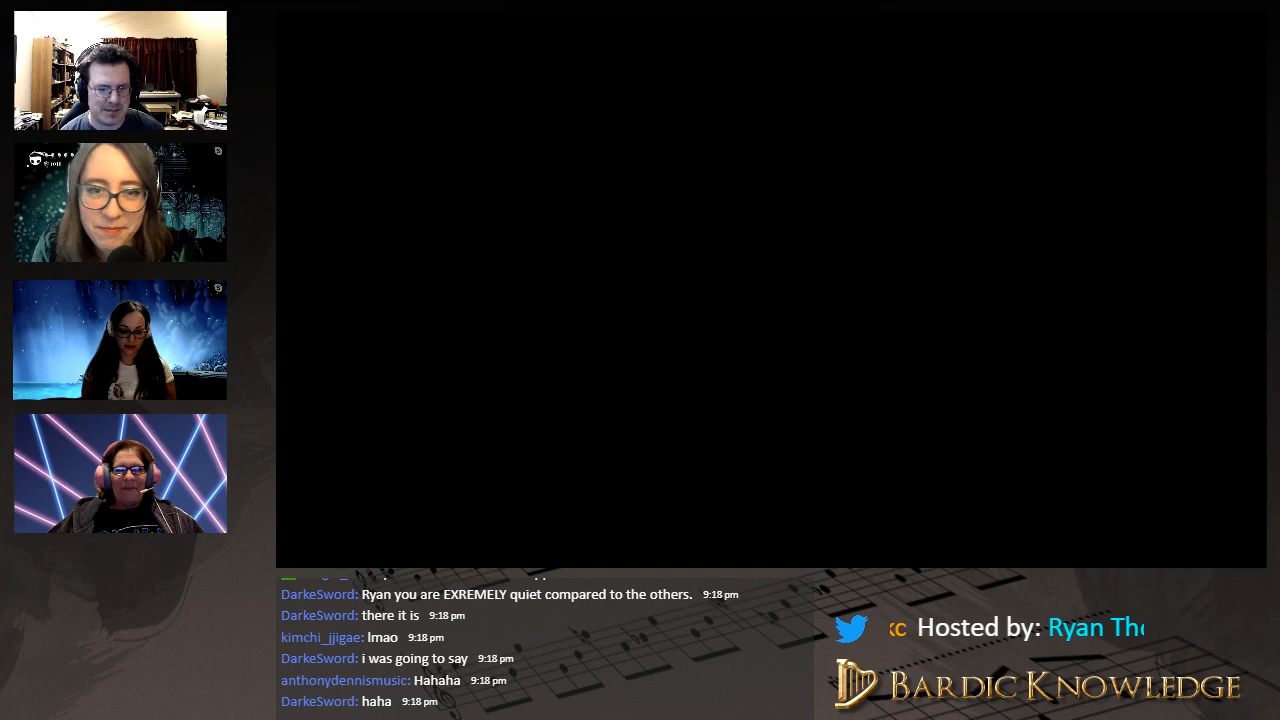 DarkeSword: Ryan you are EXREMELY quiet compared to the others. 9:18 pm
DarkeSword: there it is 9:18 pm
kimchi_jjigae: lmao 9:18 pm
DarkeSword: i was going to say 9:18 pm
anthonydennismusic: Hahaha 9:18 pm
DarkeSword: haha 9:18 pm
xc Hosted by: Ryan Tho
BARDIC KNOWLEDGE